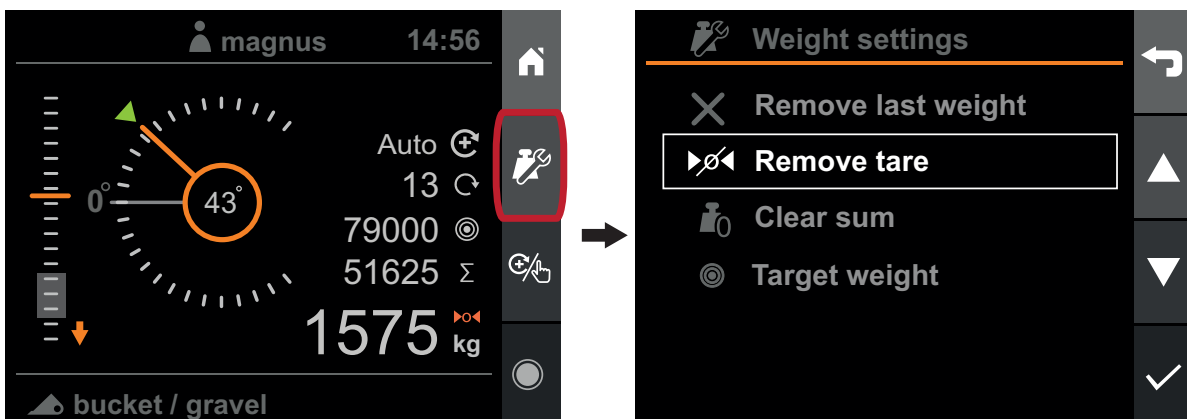 magnus 14:56
Auto
13
0° 43°
79000
51625 Σ
1575 kg
bucket / gravel
Weight settings
Remove last weight
Remove tare
0 Clear sum
Target weight